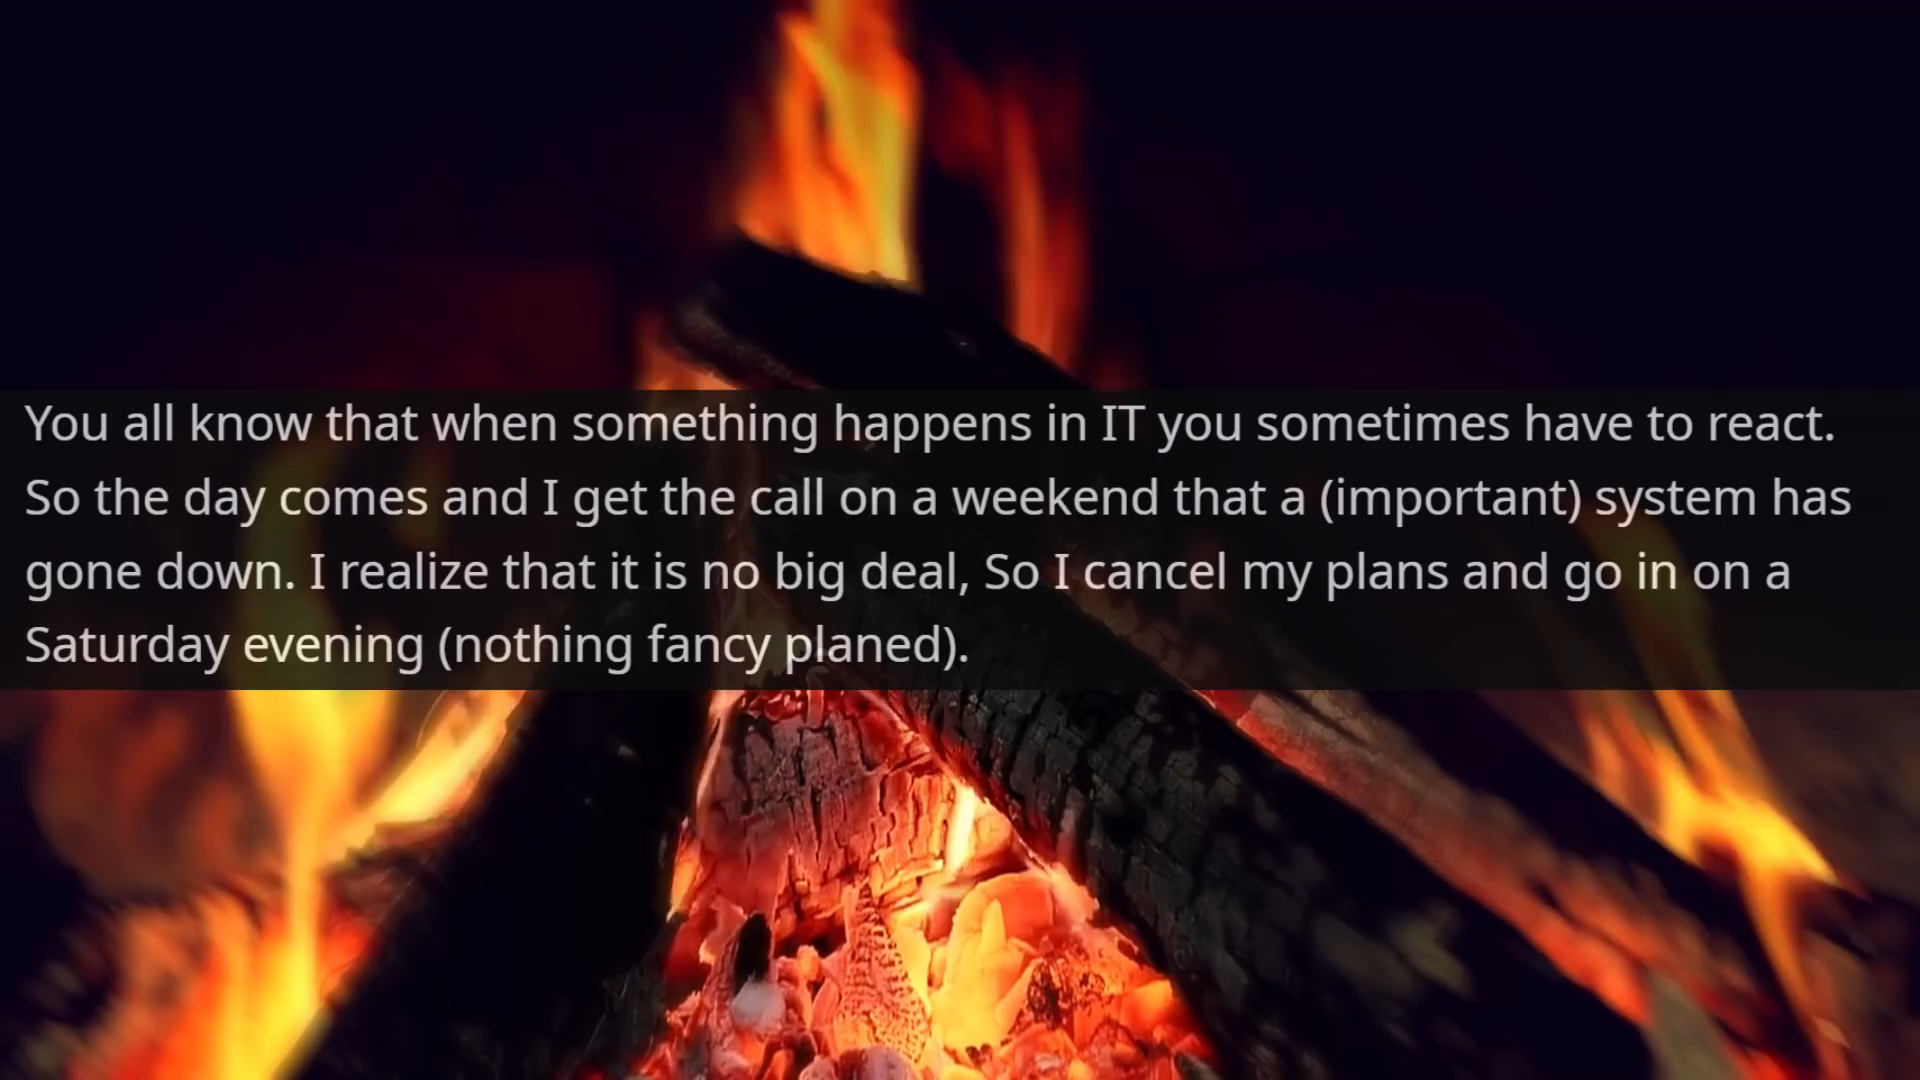 You all know that when something happens in IT you sometimes have to react.
So the day comes and I get the call on a weekend that a (important) system has
gone down. I realize that it is no big deal, So I cancel my plans and go in on a
Saturday evening (nothing fancy planed).